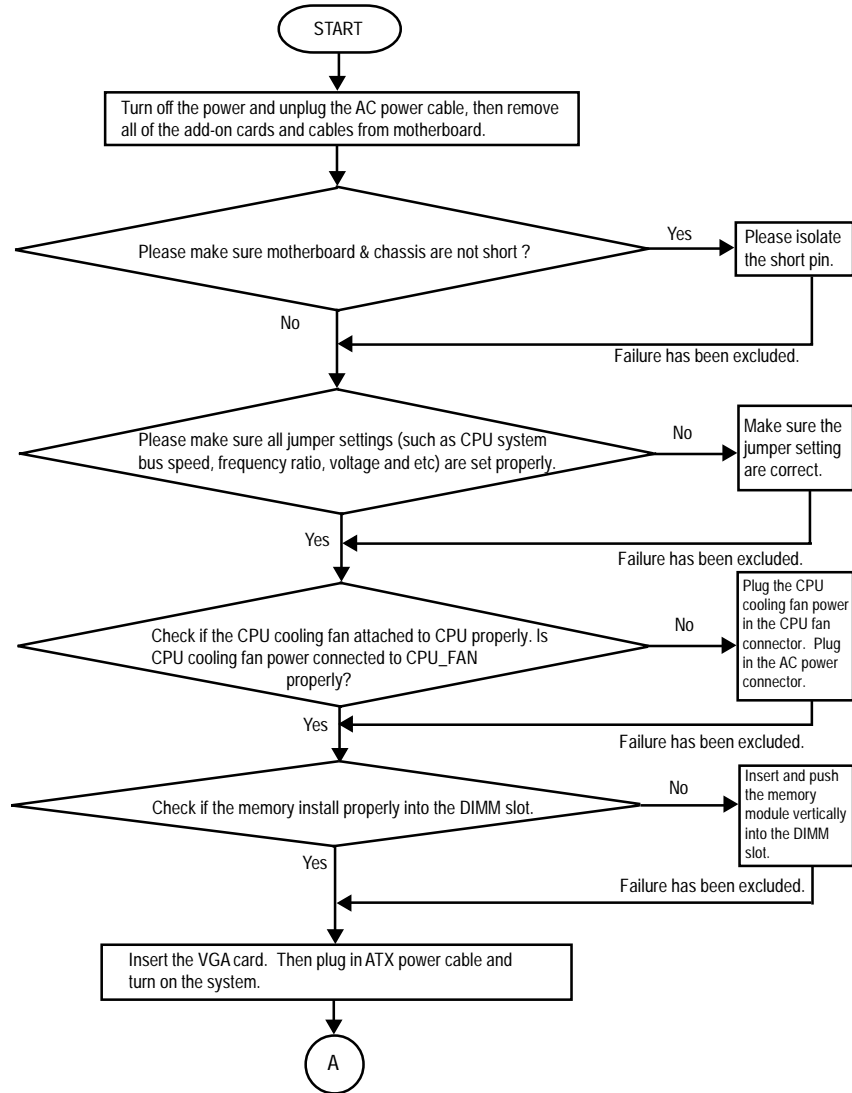 START
Turn off the power and unplug the AC power cable, then remove
all of the add-on cards and cables from motherboard.
Please make sure motherboard & chassis are not short ?
Yes
Please isolate
the short pin.
No
Failure has been excluded.
Please make sure all jumper settings (such as CPU system
bus speed, frequency ratio, voltage and etc) are set properly.
No
Make sure the
jumper setting
are correct.
Yes
Failure has been excluded.
Check if the CPU cooling fan attached to CPU properly. Is
CPU cooling fan power connected to CPU_FAN
properly?
No
Plug the CPU
cooling fan power
in the CPU fan
connector. Plug
in the AC power
connector.
Yes
Failure has been excluded.
Check if the memory install properly into the DIMM slot.
No
Insert and push
the memory
module vertically
into the DIMM
slot.
Yes
Failure has been excluded.
Insert the VGA card. Then plug in ATX power cable and
turn on the system.
A